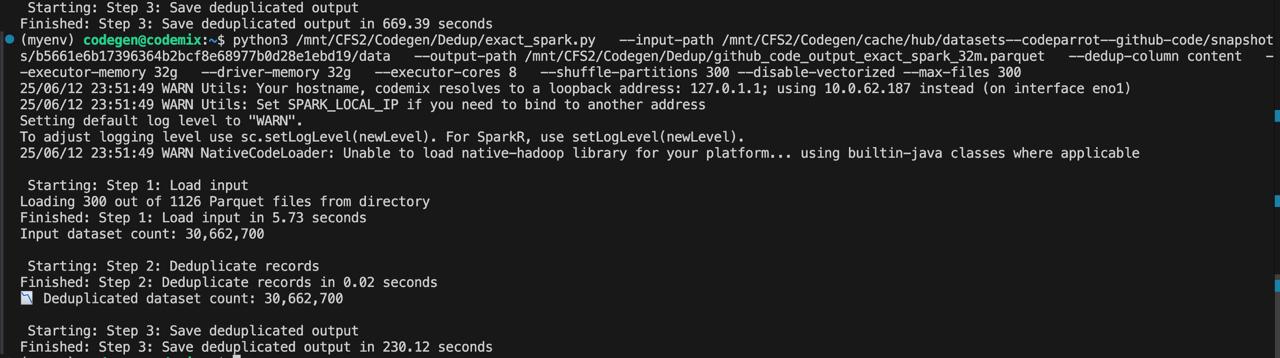 Starting: Step 3: Save deduplicated output
Finished: Step 3: Save deduplicated output in 669.39 seconds
(myenv) codegen@codemix:~$ python3 /mnt/CFS2/Codegen/Dedup/exact_spark.py   --input-path /mnt/CFS2/Codegen/cache/hub/datasets--codeparrot--github-code/snapshot
s/b5661e6b17396364b2bcf8e68977b0d28e1ebd19/data   --output-path /mnt/CFS2/Codegen/Dedup/github_code_output_exact_spark_32m.parquet   --dedup-column content   -
-executor-memory 32g   --driver-memory 32g   --executor-cores 8   --shuffle-partitions 300 --disable-vectorized --max-files 300
25/06/12 23:51:49 WARN Utils: Your hostname, codemix resolves to a loopback address: 127.0.1.1; using 10.0.62.187 instead (on interface eno1)
25/06/12 23:51:49 WARN Utils: Set SPARK_LOCAL_IP if you need to bind to another address
Setting default log level to "WARN".
To adjust logging level use sc.setLogLevel(newLevel). For SparkR, use setLogLevel(newLevel).
25/06/12 23:51:49 WARN NativeCodeLoader: Unable to load native-hadoop library for your platform... using builtin-java classes where applicable
Starting: Step 1: Load input
Loading 300 out of 1126 Parquet files from directory
Finished: Step 1: Load input in 5.73 seconds
Input dataset count: 30,662,700
Starting: Step 2: Deduplicate records
Finished: Step 2: Deduplicate records in 0.02 seconds
📉 Deduplicated dataset count: 30,662,700
Starting: Step 3: Save deduplicated output
Finished: Step 3: Save deduplicated output in 230.12 seconds